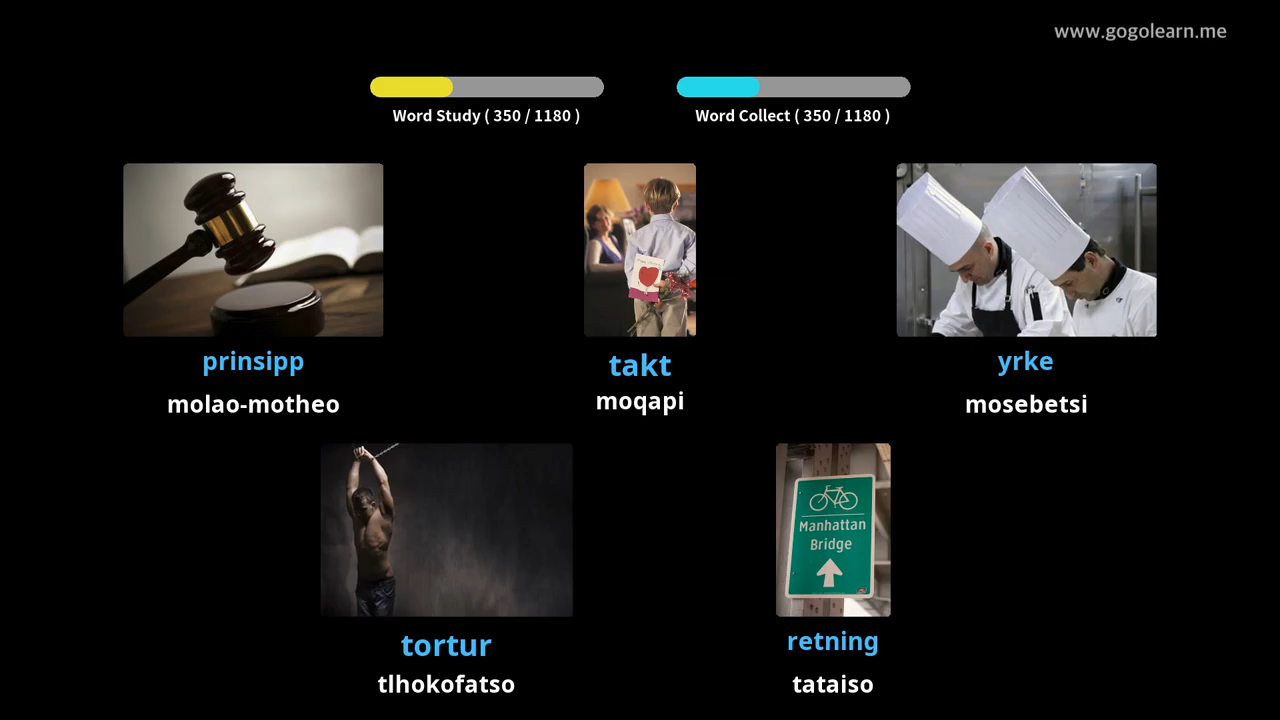 www.gogolearn.me
Word Study ( 350 / 1180 )
Word Collect ( 350 / 1180 )
prinsipp
molao-motheo
takt
moqapi
yrke
mosebetsi
tortur
tlhokofatso
Manhattan
Bridge
retning
tataiso